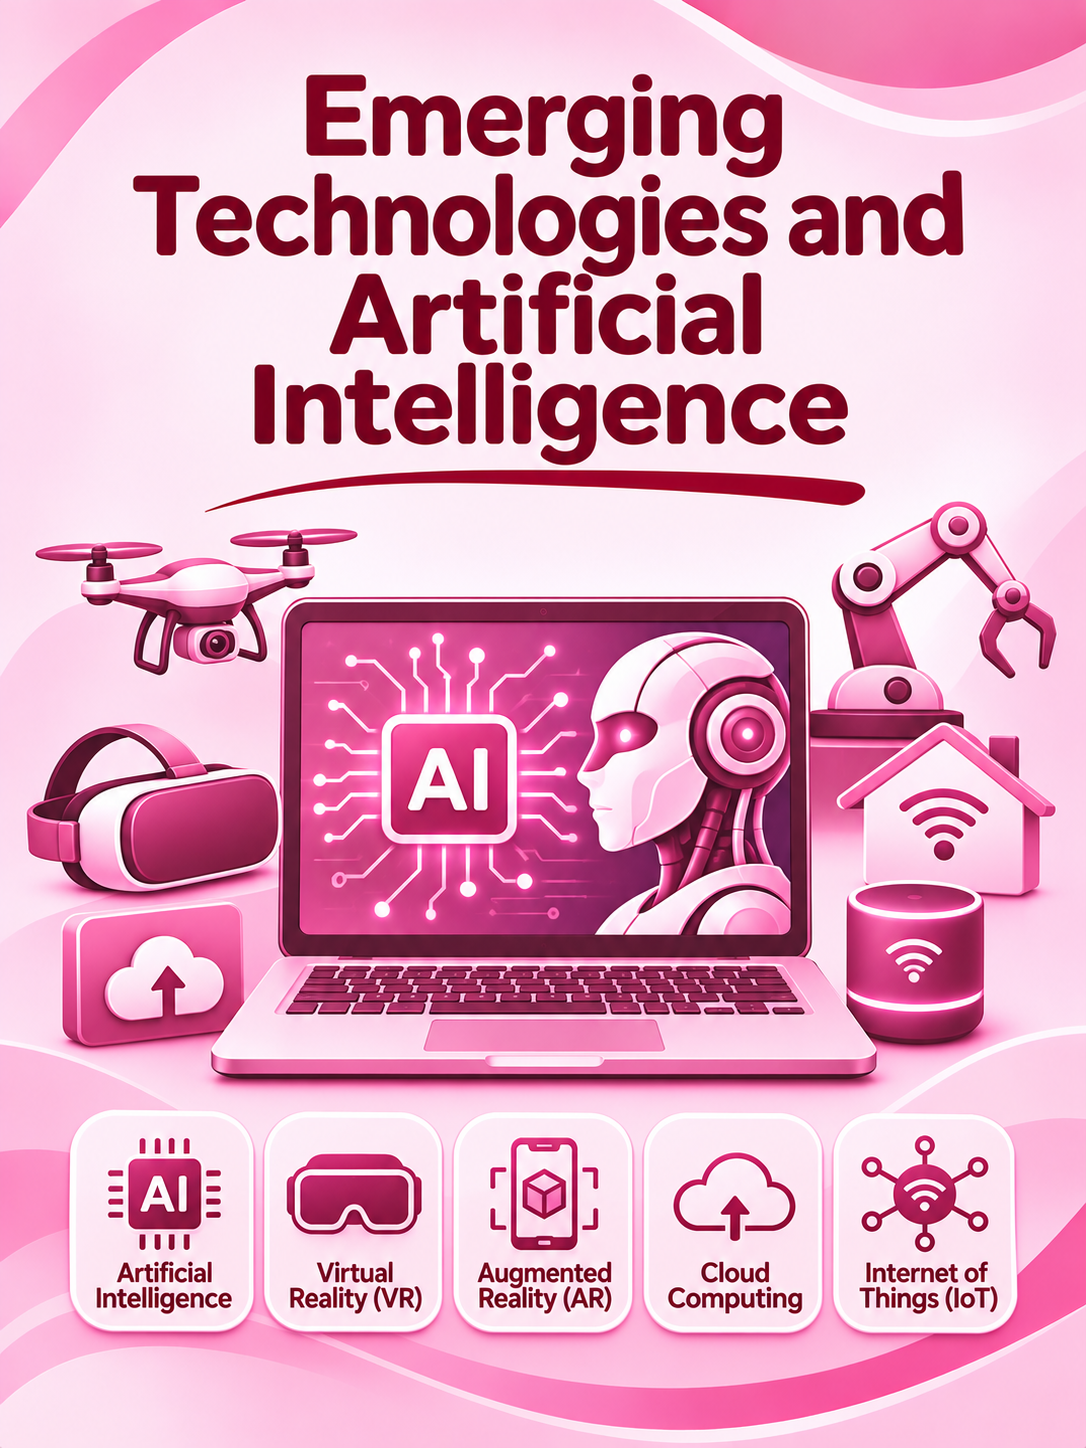 Emerging
Technologies and
Artificial
Intelligence
AI
AI
Artificial
Intelligence
Virtual
Reality (VR)
Augmented
Reality (AR)
Cloud
Computing
Internet of
Things (IoT)